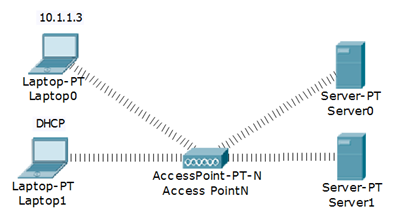 10.1.1.3
Laptop-PT
Laptop0
DHCP
Laptop-PT
Laptop1
AccessPoint-PT-N
Access PointN
Server-PT
Server0
Server-PT
Server1